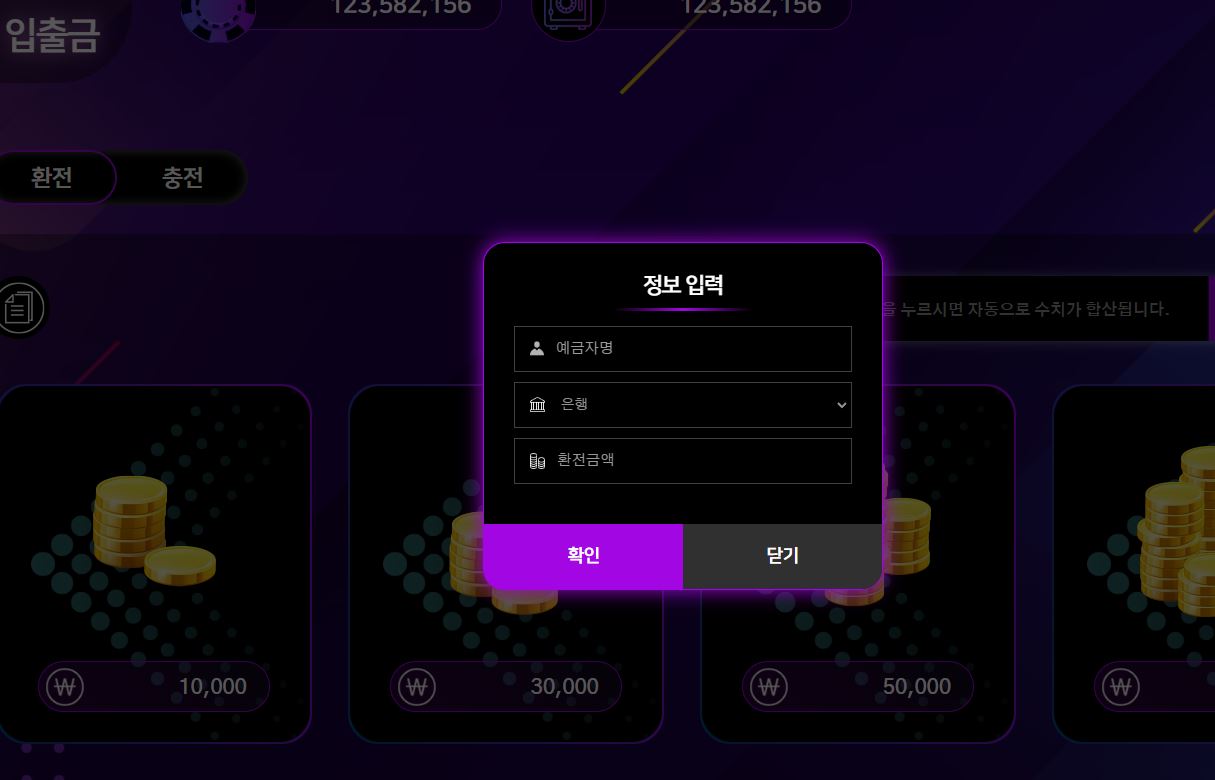 입출금
123,582,156
123,582,156
환전
충전
을 누르시면 자동으로 수치가 합산됩니다.
정보 입력
예금자명
은행
환전금액
확인
닫기
10,000
30,000
50,000